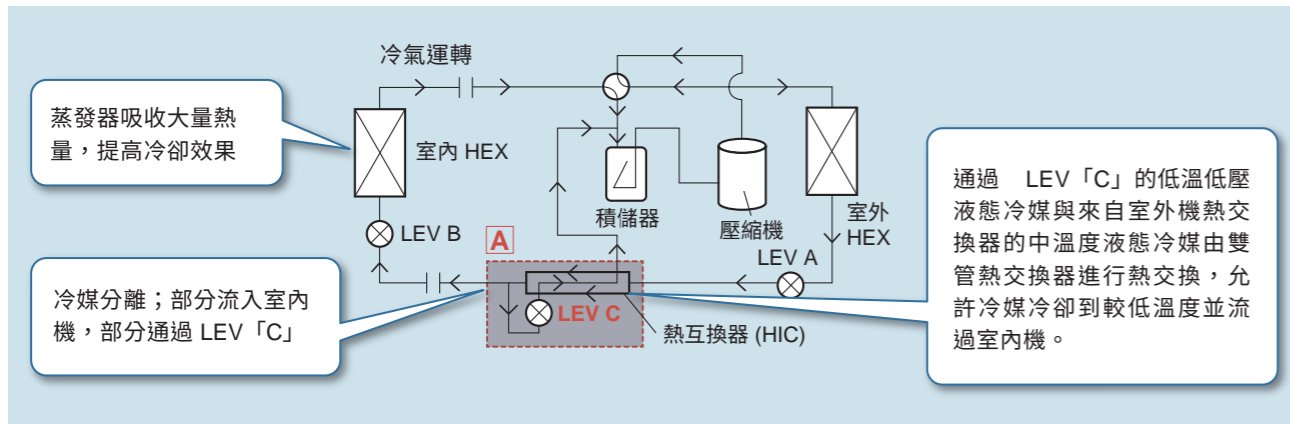 冷氣運轉
蒸發器吸收大量熱
量，提高冷卻效果
室內 HEX
積儲器
壓縮機
室外
HEX
LEV B
A
LEV A
LEV C
熱互換器 (HIC)
冷媒分離；部分流入室內
機，部分通過 LEV「C」
通過　LEV「C」的低溫低壓
液態冷媒與來自室外機熱交
換器的中溫度液態冷媒由雙
管熱交換器進行熱交換，允
許冷媒冷卻到較低溫度並流
過室內機。